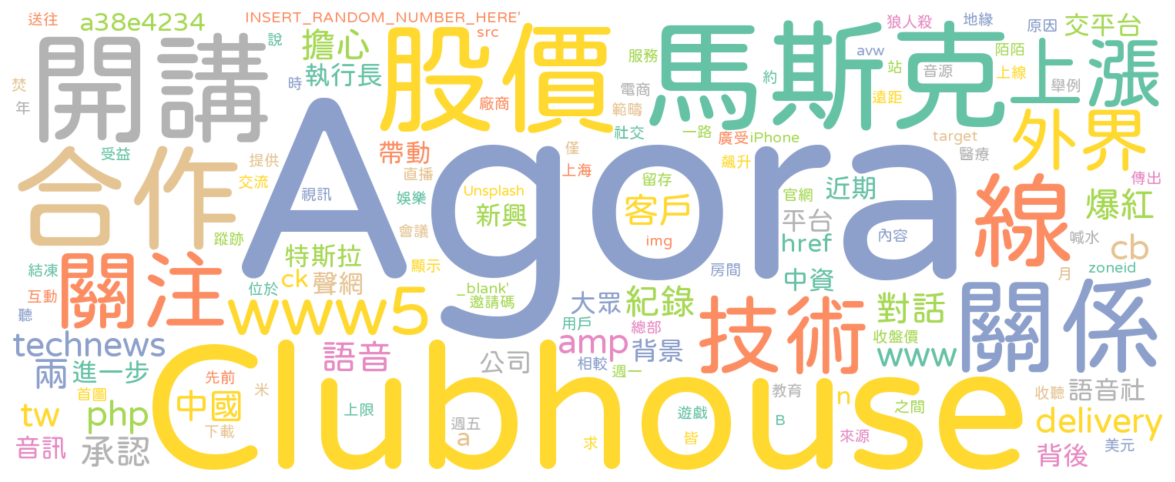 送往
a38e4234
INSERT_RANDOM_NUMBER_HERE'
src
狼人殺
地緣
原因
交平台
開講
擔心
執行長
說
時
股價
服務
電商
範疇
馬斯克
avw
站
約
音源
遠距
陌陌
上線
舉例
上漲
焚
年
廠商
社交
一路
廣受
iPhone
target
醫療
外界
受益
合作
提供
交流
蹤跡
視訊
帶動
直播
娛樂
會議
顯示
Agora
Unsplash
新興
僅
上海
留存
客戶
img
飆升
官網
平台
href
近期
內容
線
傳出
爆紅
喊水
cb
月
zoneid
結凍
互動
聽
關注
特斯拉
ck
聲網
位於
www5
_blank'
邀請碼
房間
中資
大眾
用戶
紀錄
總部
技術
對話
收盤價
www
關係
technews
兩
進一步
首圖
tw
php
音訊
承認
先前
中國
下載
米
語音
上限
Clubhouse
公司
週五
a
amp
背景
相較
週一
求
遊戲
皆
教育
B
n
來源
之間
收聽
語音社
delivery
背後
美元